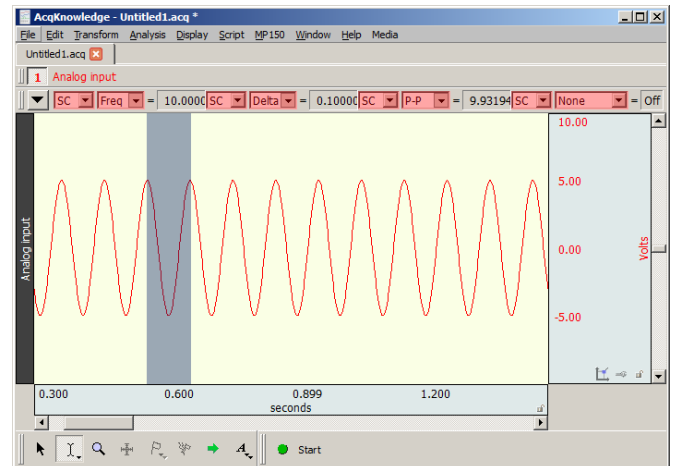 AcqKnowledge - Untitled1.acq *
File Edit Transform Analysis Display Script MP150 Window Help Media
Untitled1.acq
1 Analog input
SC Freq = 10.0000 SC Delta = 0.10000 SC P-P = 9.93194 SC None = Off
10.00
5.00
0.00
-5.00
Volts
Analog input
0.300 0.600 0.899 1.200
seconds
A
Start